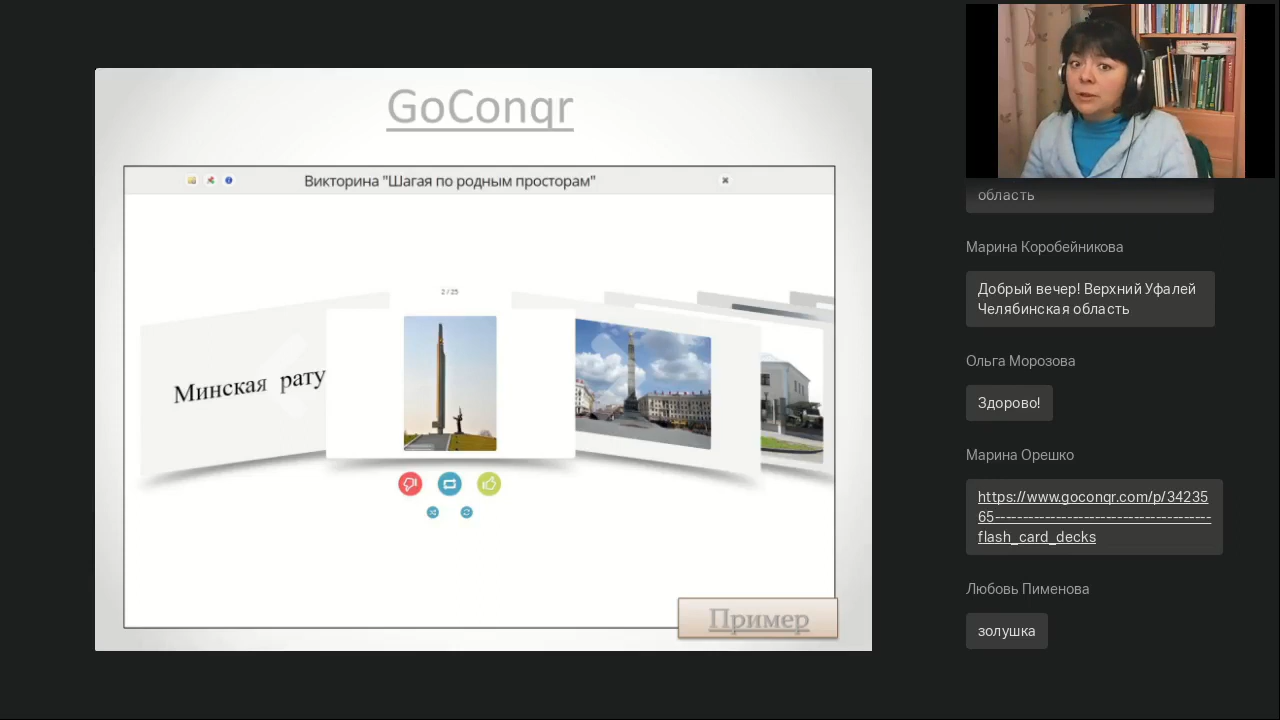 GoConqr
Викторина "Шагая по родным просторам"
2 / 25
Минская рату
Пример
область
Марина Коробейникова
Добрый вечер! Верхний Уфалей
Челябинская область
Ольга Морозова
Здорово!
Марина Орешко
https://www.goconqr.com/p/34235
65--------------------------------------
flash_card_decks
Любовь Пименова
золушка